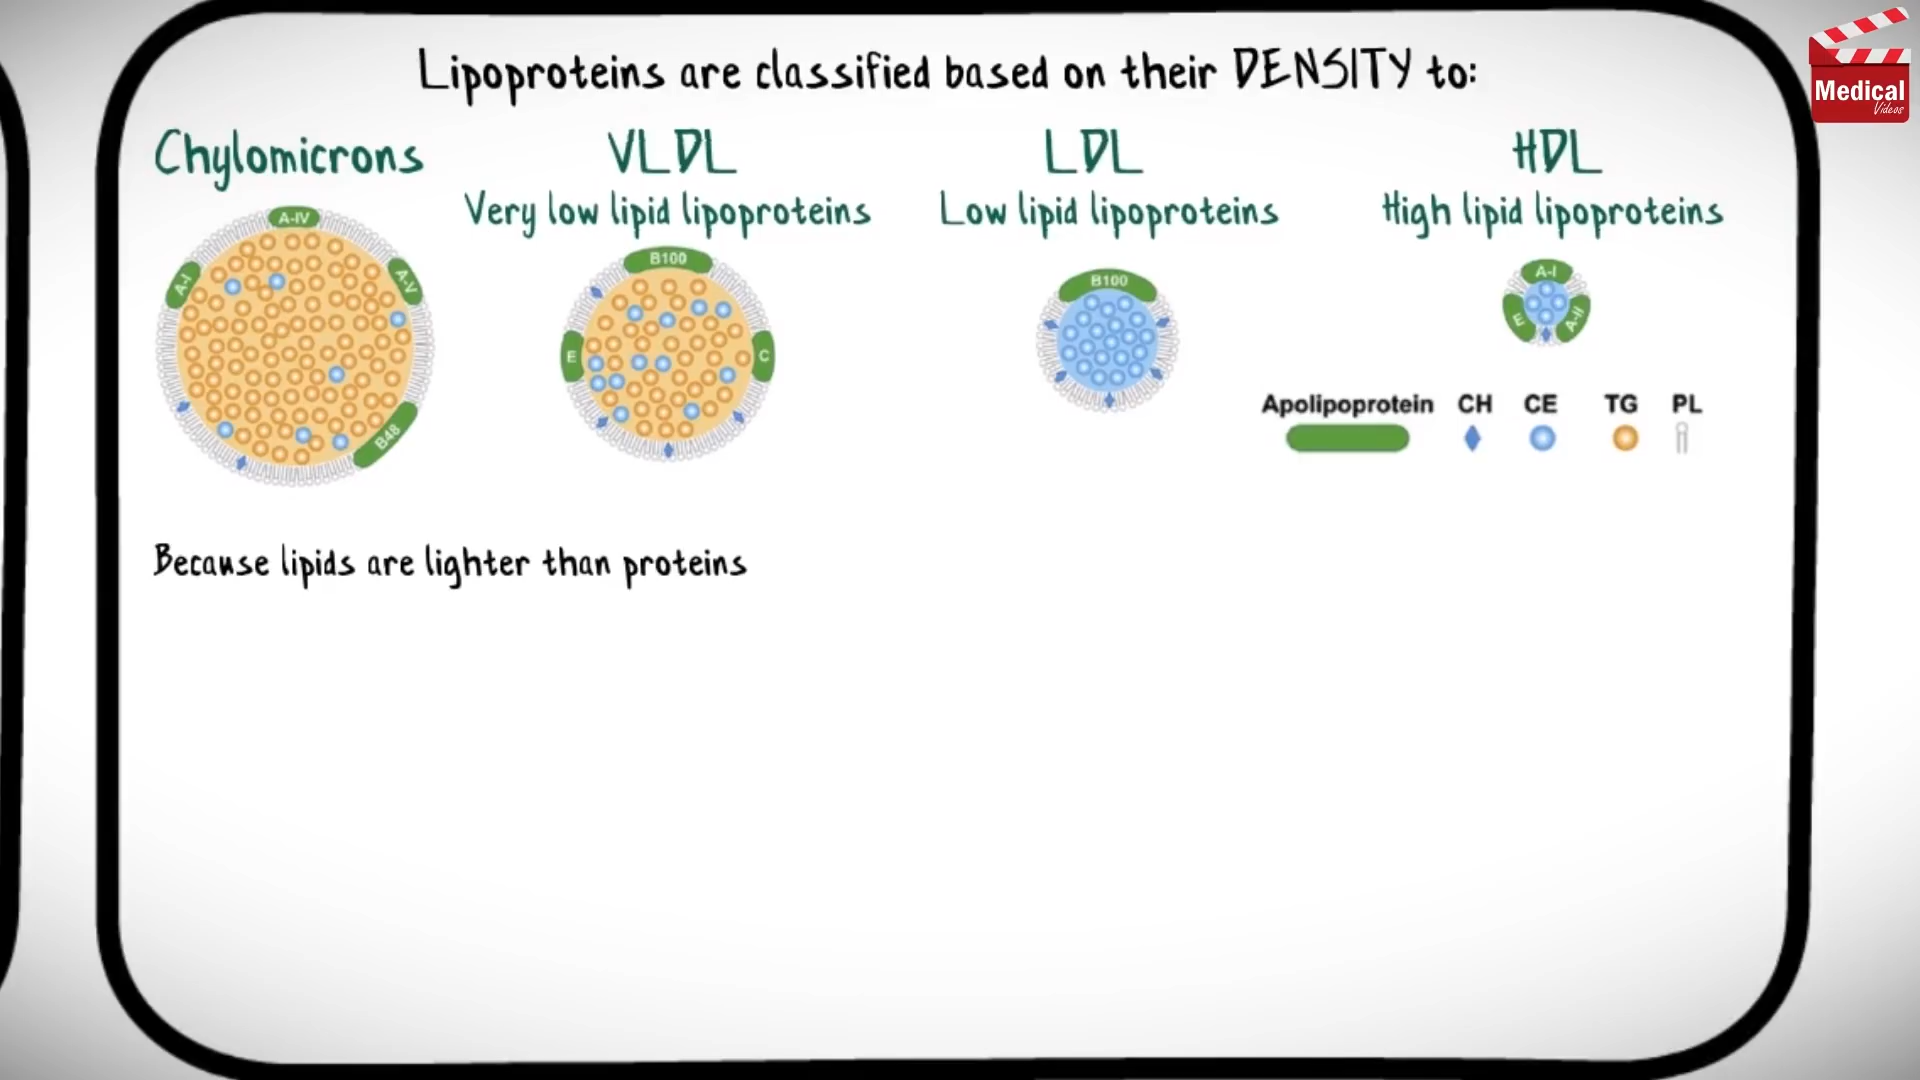 Lipoproteins are classified based on their DENSITY to:
Medical
Videos
Chylomicrons
VLDL
LDL
HDL
Very low lipid lipoproteins
Low lipid lipoproteins
High lipid lipoproteins
A-IV
A-I
A-V
B48
B100
E
C
B100
A-I
E
A-II
Apolipoprotein CH CE TG PL
Because lipids are lighter than proteins